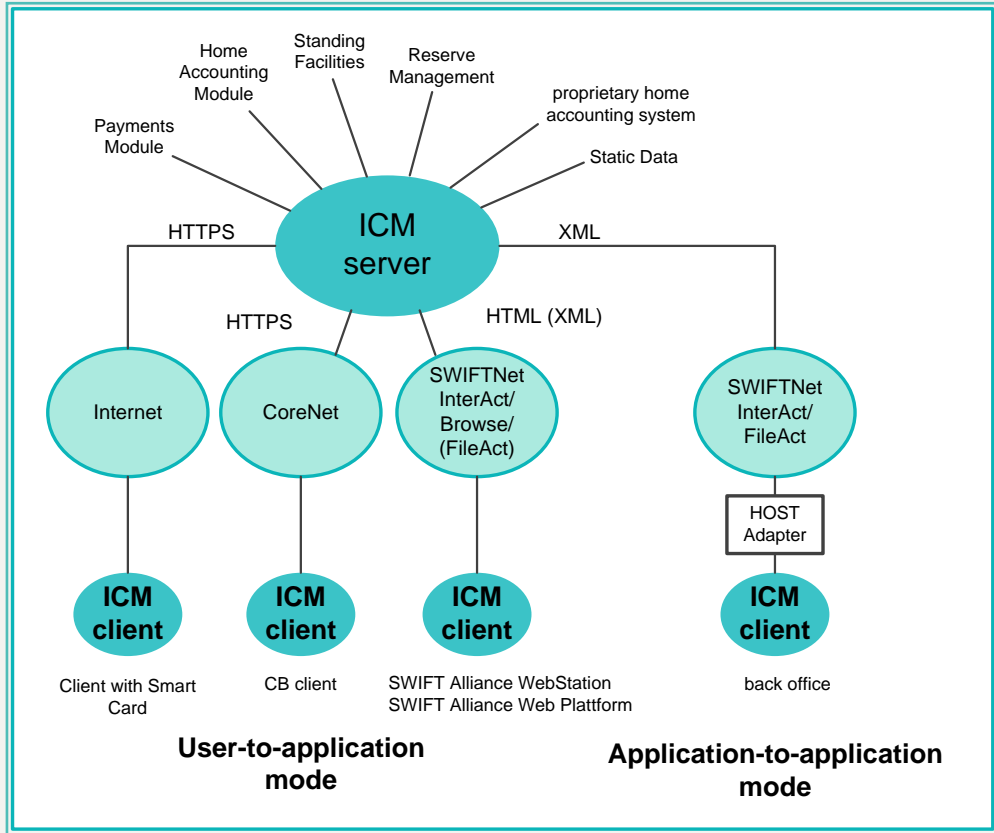 Standing
Facilities
Home
Accounting
Module
Reserve
Management
proprietary home
accounting system
Payments
Module
Static Data
ICM
server
HTTPS
XML
HTTPS
HTML (XML)
Internet
CoreNet
SWIFTNet
InterAct/
Browse/
(FileAct)
SWIFTNet
InterAct/
FileAct
HOST
Adapter
ICM
client
ICM
client
ICM
client
ICM
client
Client with Smart
Card
CB client
SWIFT Alliance WebStation
SWIFT Alliance Web Plattform
back office
User-to-application
mode
Application-to-application
mode